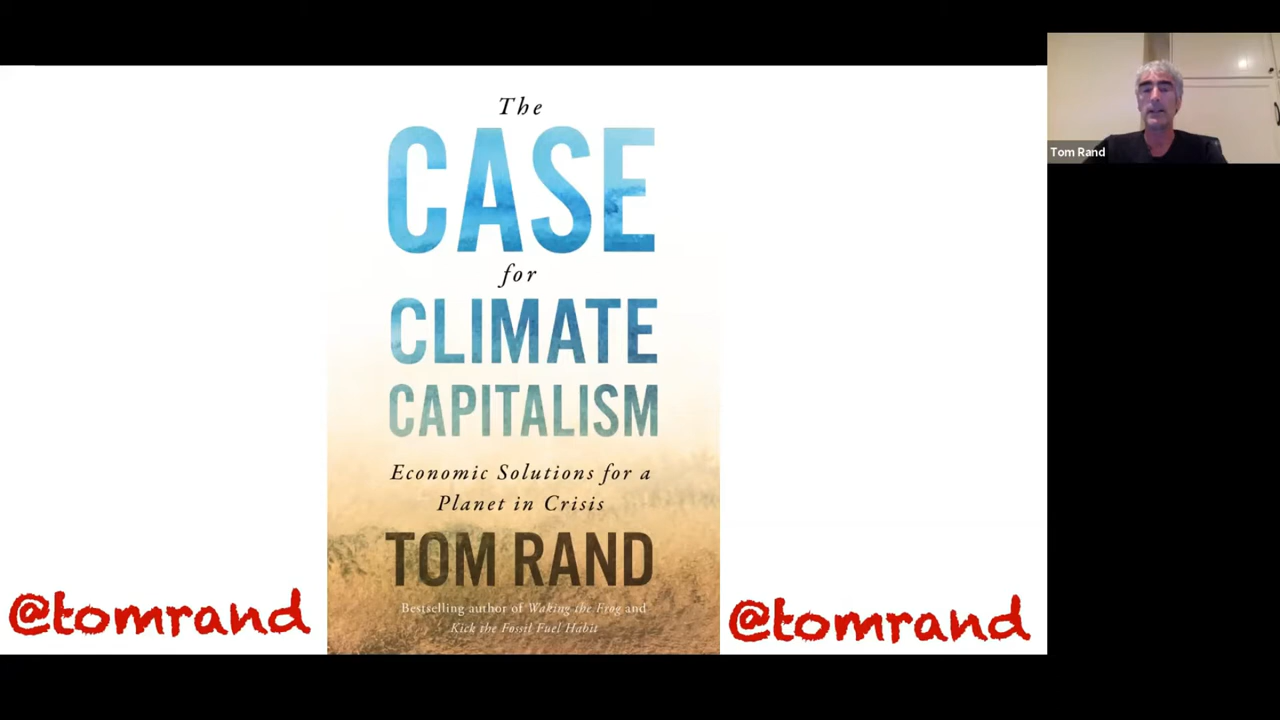 The
CASE
for
CLIMATE
CAPITALISM
Economic Solutions for a
Planet in Crisis
TOM RAND
Bestselling author of Waking the Frog and
Kick the Fossil Fuel Habit
@tomrand
@tomrand
Tom Rand